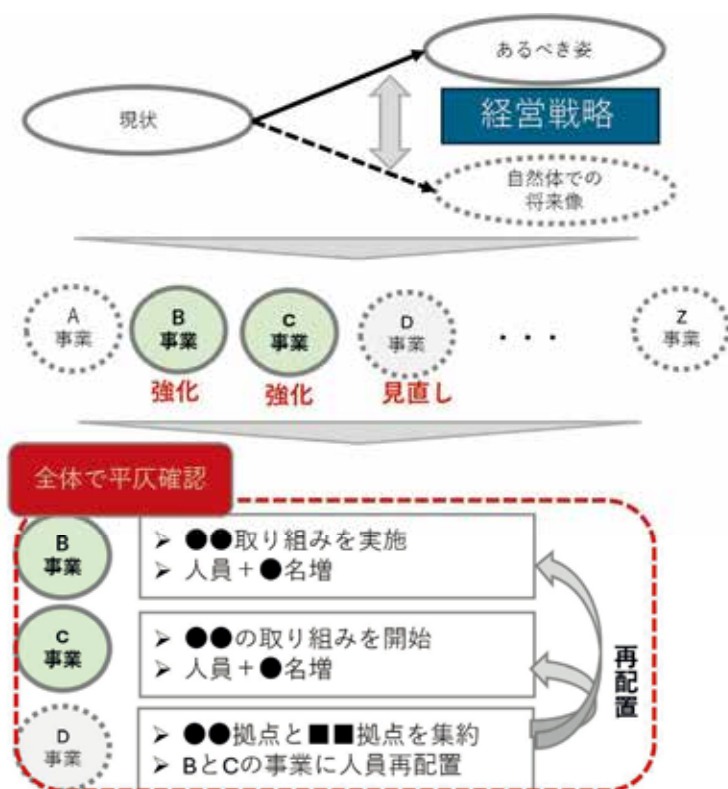 あるべき姿
現状
経営戦略
自然体での
将来像
A
事業
B
事業
C
事業
D
事業
・・・
Z
事業
強化
強化
見直し
全体で平仄確認
B
事業
➢ ●●取り組みを実施
➢ 人員＋●名増
C
事業
➢ ●●の取り組みを開始
➢ 人員＋●名増
再配置
D
事業
➢ ●●拠点と■■拠点を集約
➢ BとCの事業に人員再配置